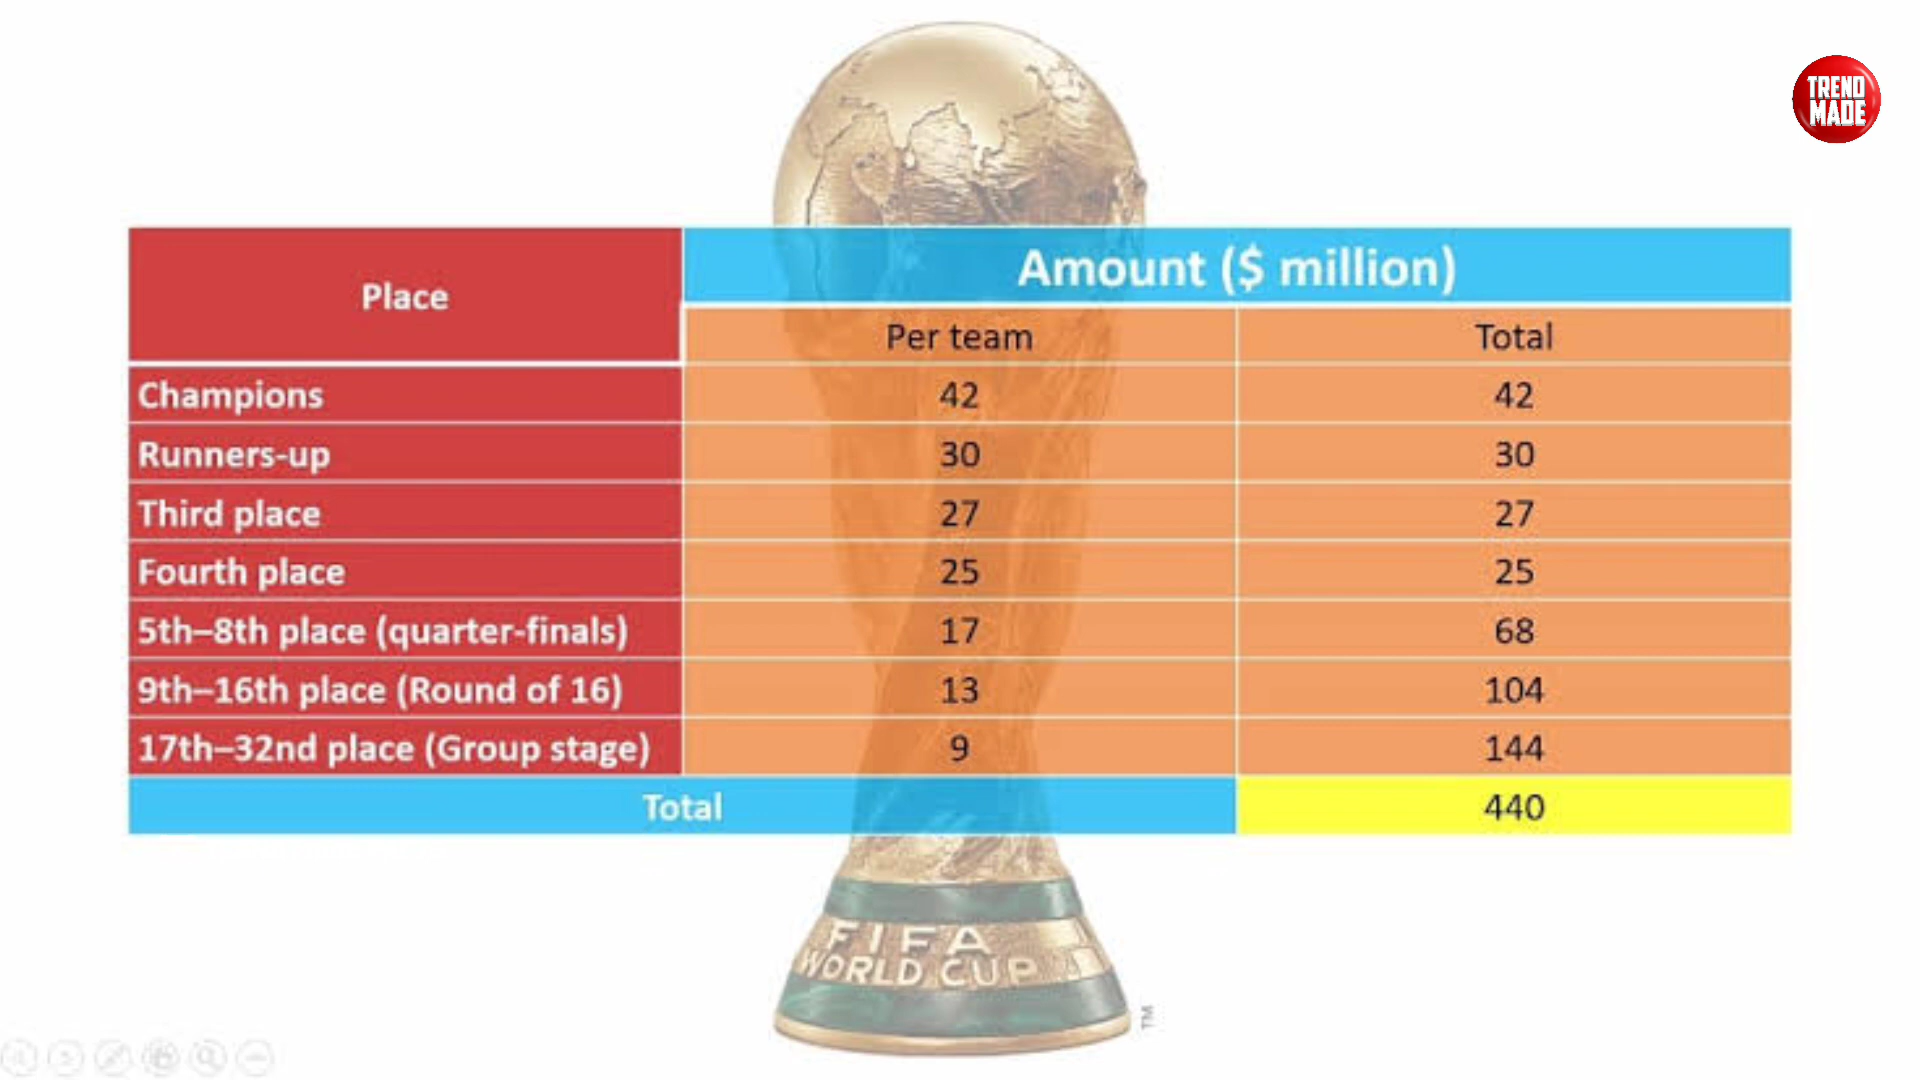 TREND
MADE
Place
Amount ($ million)
Per team
Total
Champions
42
42
Runners-up
30
30
Third place
27
27
Fourth place
25
25
5th–8th place (quarter-finals)
17
68
9th–16th place (Round of 16)
13
104
17th–32nd place (Group stage)
9
144
Total
440
FIFA
WORLD CUP
TM